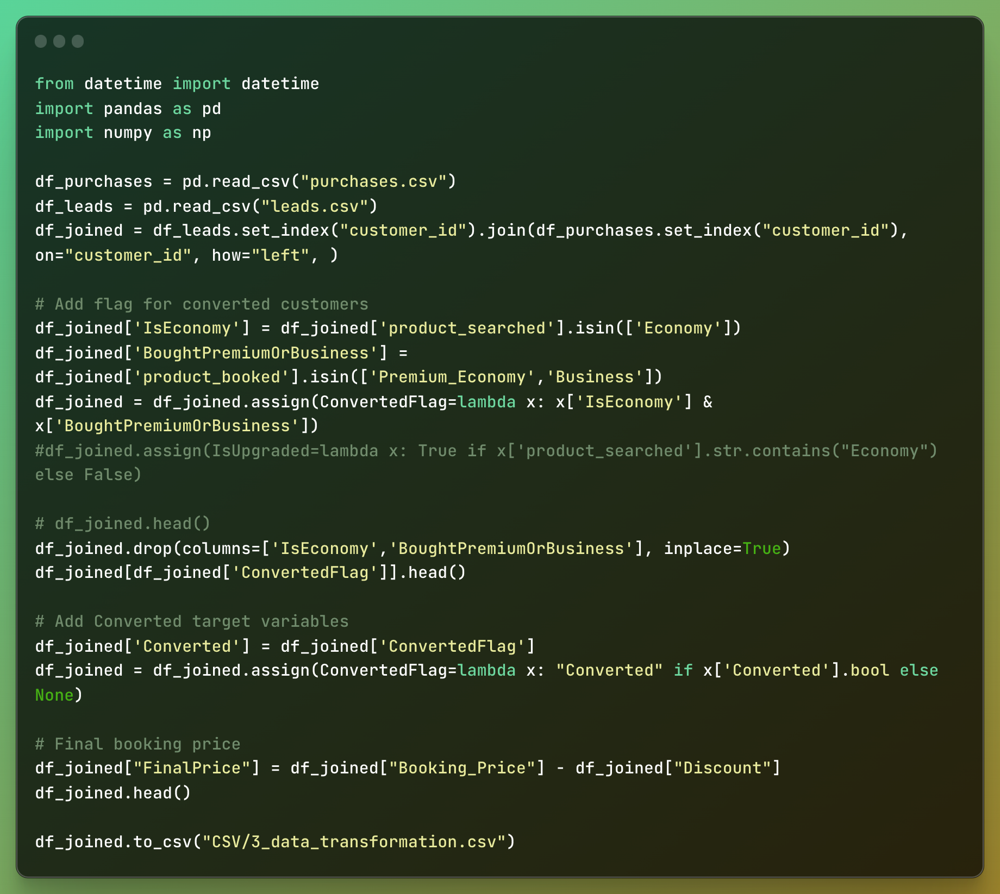 from datetime import datetime
import pandas as pd
import numpy as np
df_purchases = pd.read_csv("purchases.csv")
df_leads = pd.read_csv("leads.csv")
df_joined = df_leads.set_index("customer_id").join(df_purchases.set_index("customer_id"),
on="customer_id", how="left", )
# Add flag for converted customers
df_joined['IsEconomy'] = df_joined['product_searched'].isin(['Economy'])
df_joined['BoughtPremiumOrBusiness'] =
df_joined['product_booked'].isin(['Premium_Economy','Business'])
df_joined = df_joined.assign(ConvertedFlag=lambda x: x['IsEconomy'] &
x['BoughtPremiumOrBusiness'])
#df_joined.assign(IsUpgraded=lambda x: True if x['product_searched'].str.contains("Economy")
else False)
# df_joined.head()
df_joined.drop(columns=['IsEconomy','BoughtPremiumOrBusiness'], inplace=True)
df_joined[df_joined['ConvertedFlag']].head()
# Add Converted target variables
df_joined['Converted'] = df_joined['ConvertedFlag']
df_joined = df_joined.assign(ConvertedFlag=lambda x: "Converted" if x['Converted'].bool else
None)
# Final booking price
df_joined["FinalPrice"] = df_joined["Booking_Price"] - df_joined["Discount"]
df_joined.head()
df_joined.to_csv("CSV/3_data_transformation.csv")